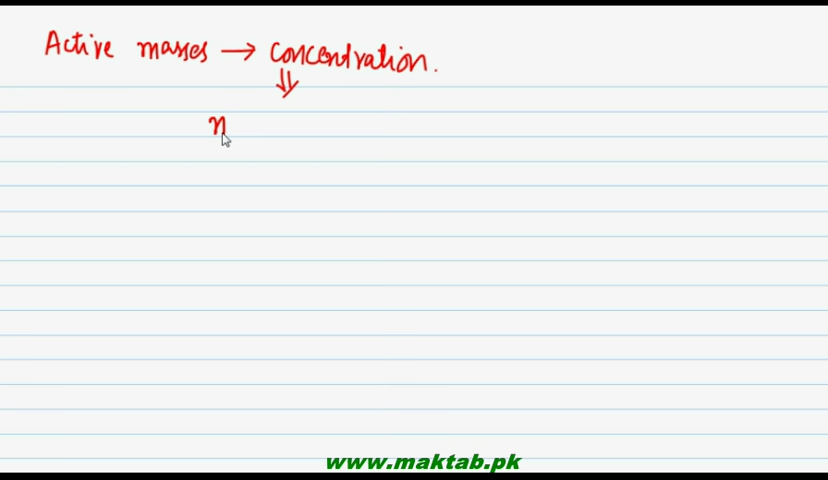 Active masses → concentration.
⇓
n
www.maktab.pk